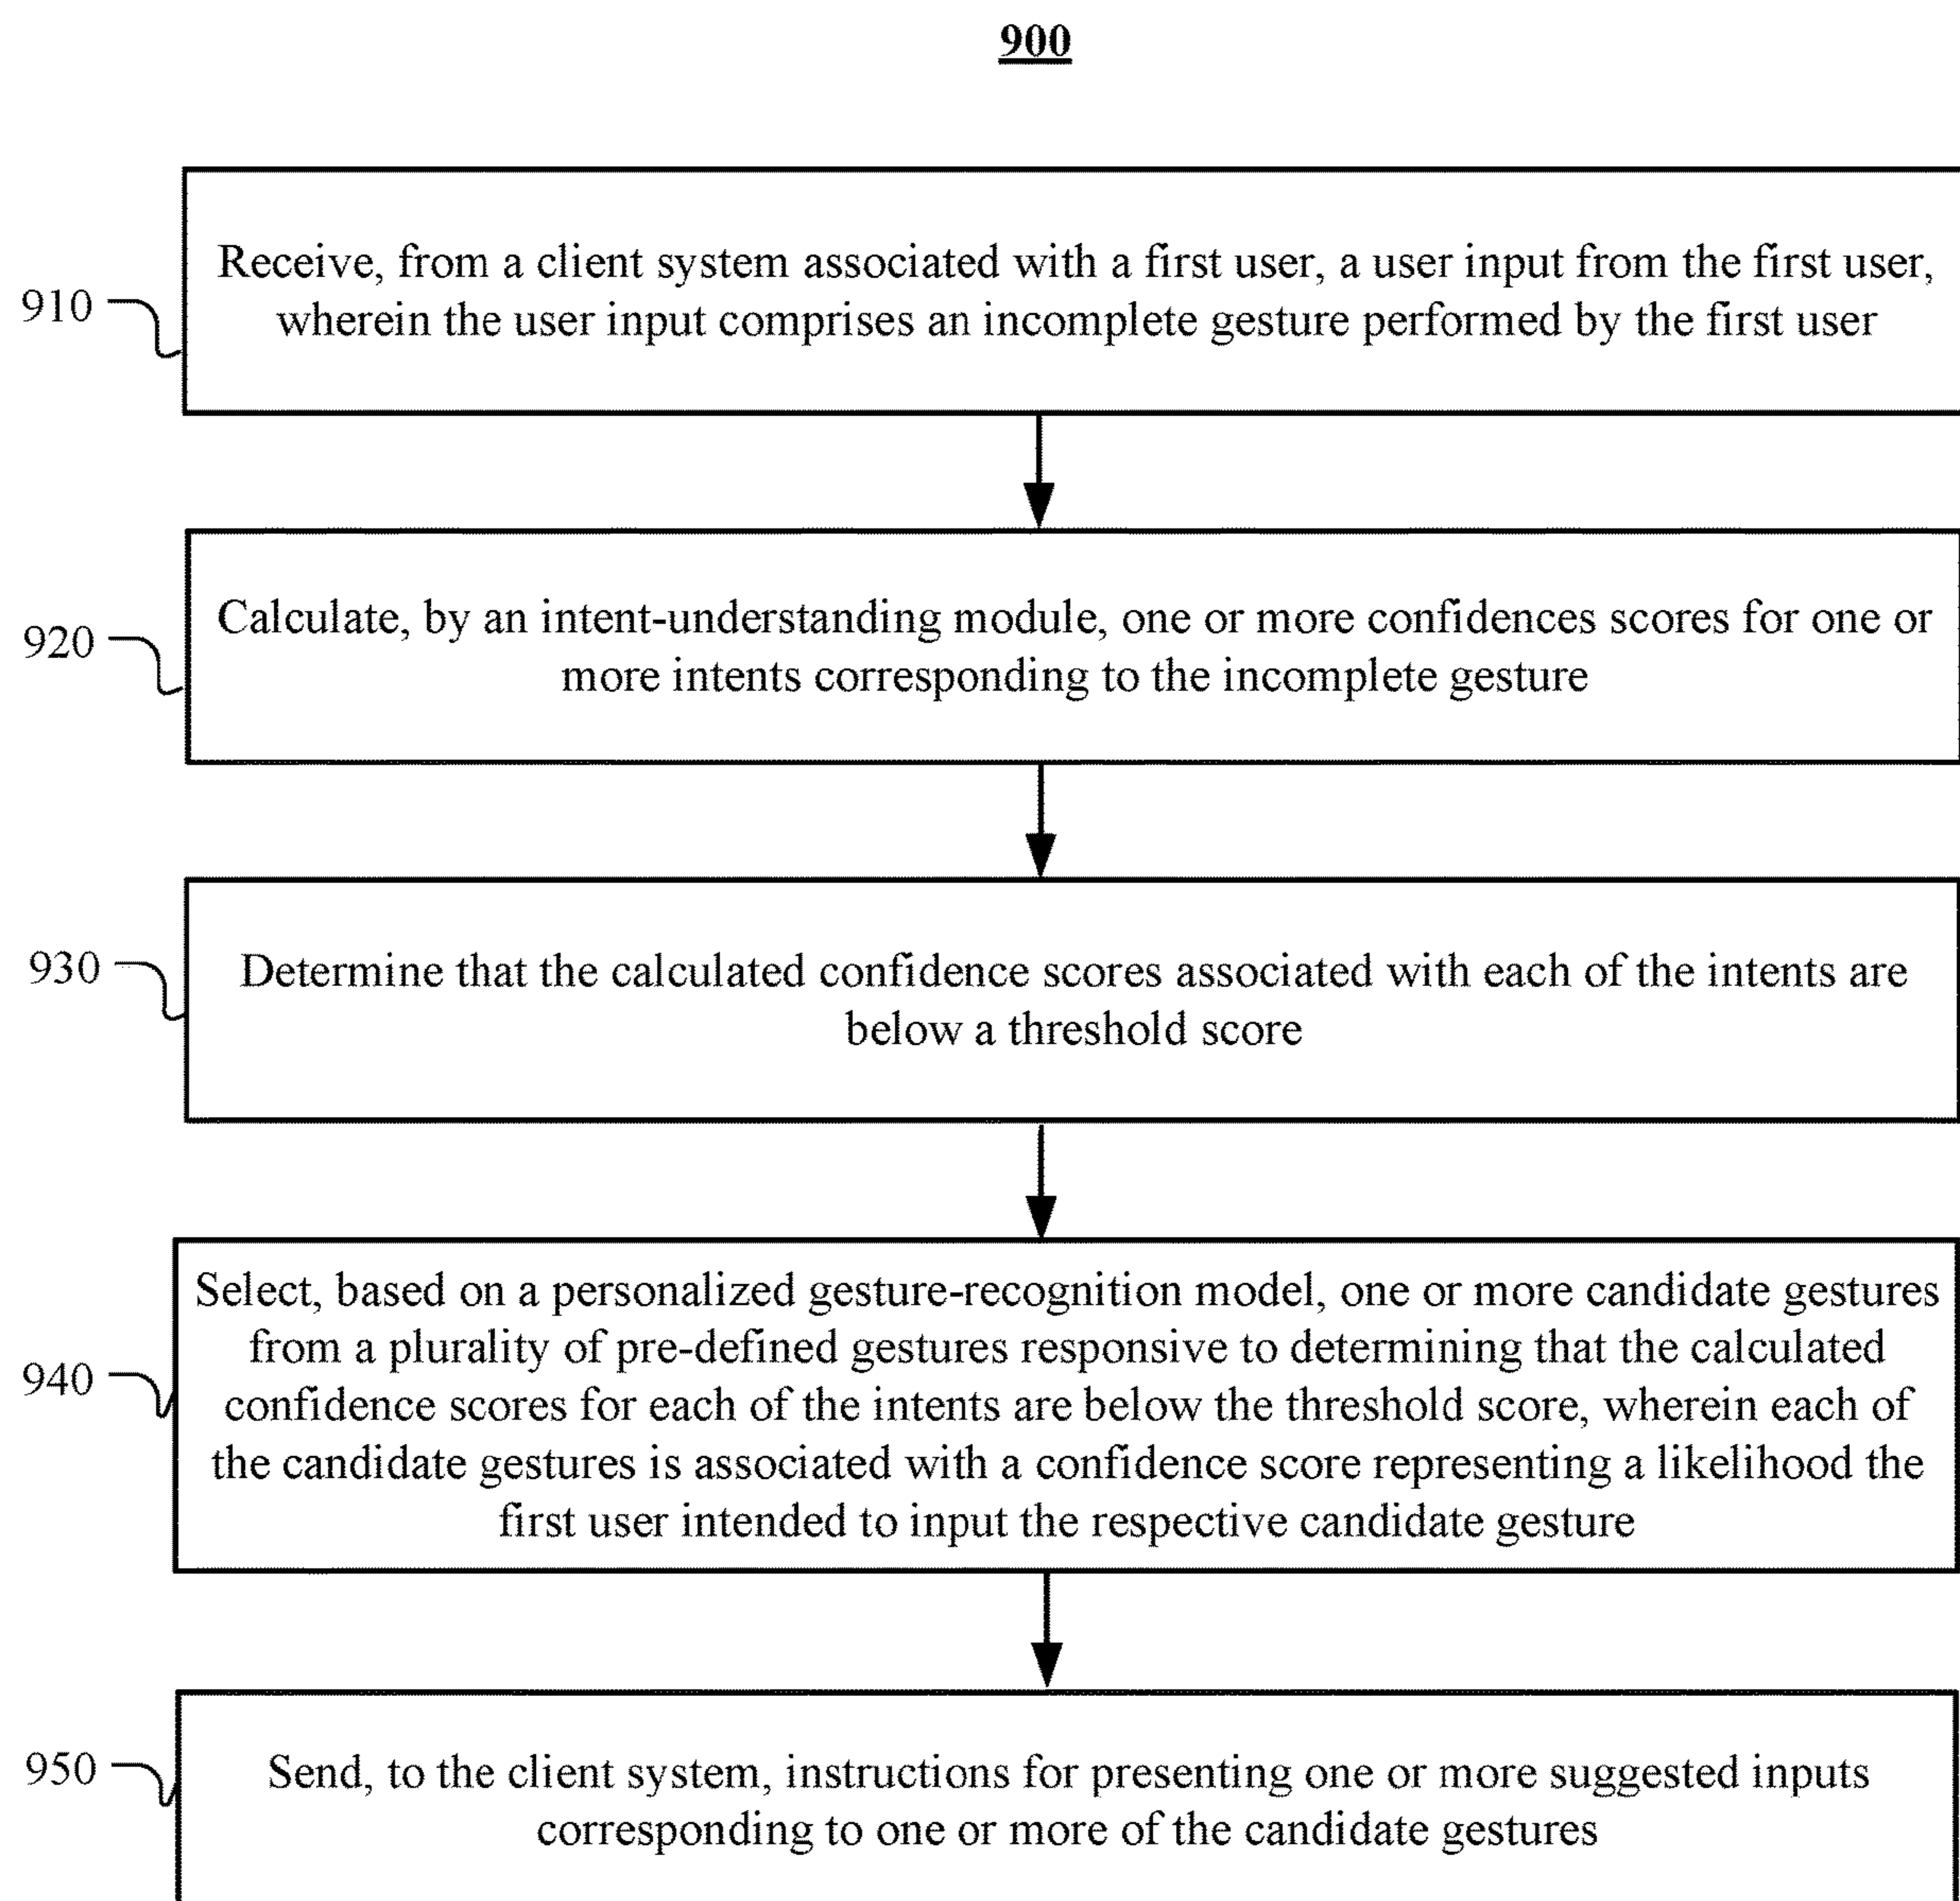 900
910
Receive, from a client system associated with a first user, a user input from the first user,
wherein the user input comprises an incomplete gesture performed by the first user
920
Calculate, by an intent-understanding module, one or more confidences scores for one or
more intents corresponding to the incomplete gesture
930
Determine that the calculated confidence scores associated with each of the intents are
below a threshold score
940
Select, based on a personalized gesture-recognition model, one or more candidate gestures
from a plurality of pre-defined gestures responsive to determining that the calculated
confidence scores for each of the intents are below the threshold score, wherein each of
the candidate gestures is associated with a confidence score representing a likelihood the
first user intended to input the respective candidate gesture
950
Send, to the client system, instructions for presenting one or more suggested inputs
corresponding to one or more of the candidate gestures